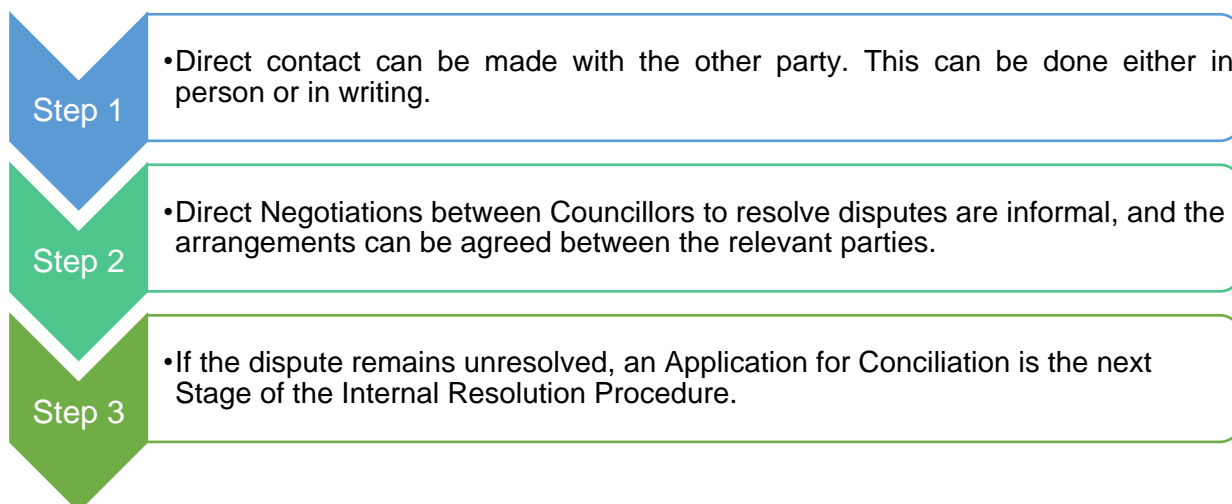 Step 1
•Direct contact can be made with the other party. This can be done either in
person or in writing.
Step 2
•Direct Negotiations between Councillors to resolve disputes are informal, and the
arrangements can be agreed between the relevant parties.
Step 3
•If the dispute remains unresolved, an Application for Conciliation is the next
Stage of the Internal Resolution Procedure.